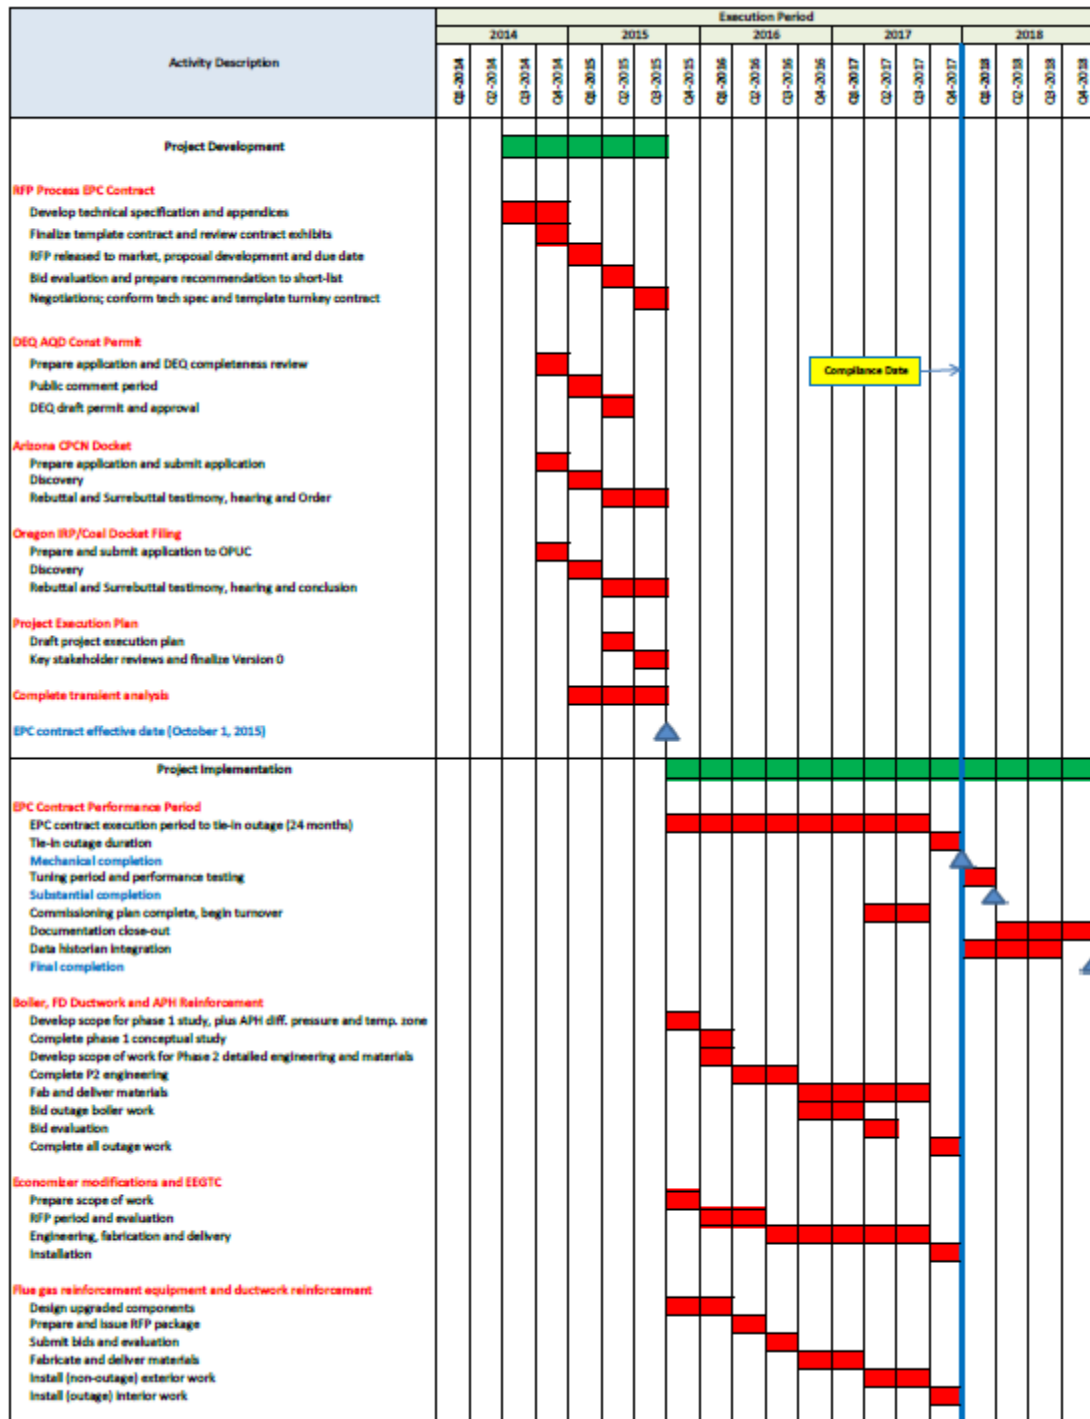 Execution Period
2014 2015 2016 2017 2018
Activity Description
Q1-2014 Q2-2014 Q3-2014 Q4-2014 Q1-2015 Q2-2015 Q3-2015 Q4-2015 Q1-2016 Q2-2016 Q3-2016 Q4-2016 Q1-2017 Q2-2017 Q3-2017 Q4-2017 Q1-2018 Q2-2018 Q3-2018 Q4-2018
Project Development
RFP Process EPC Contract
Develop technical specification and appendices
Finalize template contract and review contract exhibits
RFP released to market, proposal development and due date
Bid evaluation and prepare recommendation to short-list
Negotiations; conform tech spec and template turnkey contract
DEQ AQD Const Permit
Prepare application and DEQ completeness review
Compliance Date
Public comment period
DEQ draft permit and approval
Arizona CPCN Docket
Prepare application and submit application
Discovery
Rebuttal and Surrebuttal testimony, hearing and Order
Oregon IRP/Coal Docket Filing
Prepare and submit application to OPUC
Discovery
Rebuttal and Surrebuttal testimony, hearing and conclusion
Project Execution Plan
Draft project execution plan
Key stakeholder reviews and finalize Version 0
Complete transient analysis
EPC contract effective date (October 1, 2015)
Project Implementation
EPC Contract Performance Period
EPC contract execution period to tie-in outage (24 months)
Tie-in outage duration
Mechanical completion
Tuning period and performance testing
Substantial completion
Commissioning plan complete, begin turnover
Documentation close-out
Data historian integration
Final completion
Boiler, FD Ductwork and APH Reinforcement
Develop scope for phase 1 study, plus APH diff. pressure and temp. zone
Complete phase 1 conceptual study
Develop scope of work for Phase 2 detailed engineering and materials
Complete P2 engineering
Fab and deliver materials
Bid outage boiler work
Bid evaluation
Complete all outage work
Economizer modifications and EEGTC
Prepare scope of work
RFP period and evaluation
Engineering, fabrication and delivery
Installation
Flue gas reinforcement equipment and ductwork reinforcement
Design upgraded components
Prepare and issue RFP package
Submit bids and evaluation
Fabricate and deliver materials
Install (non-outage) exterior work
Install (outage) interior work